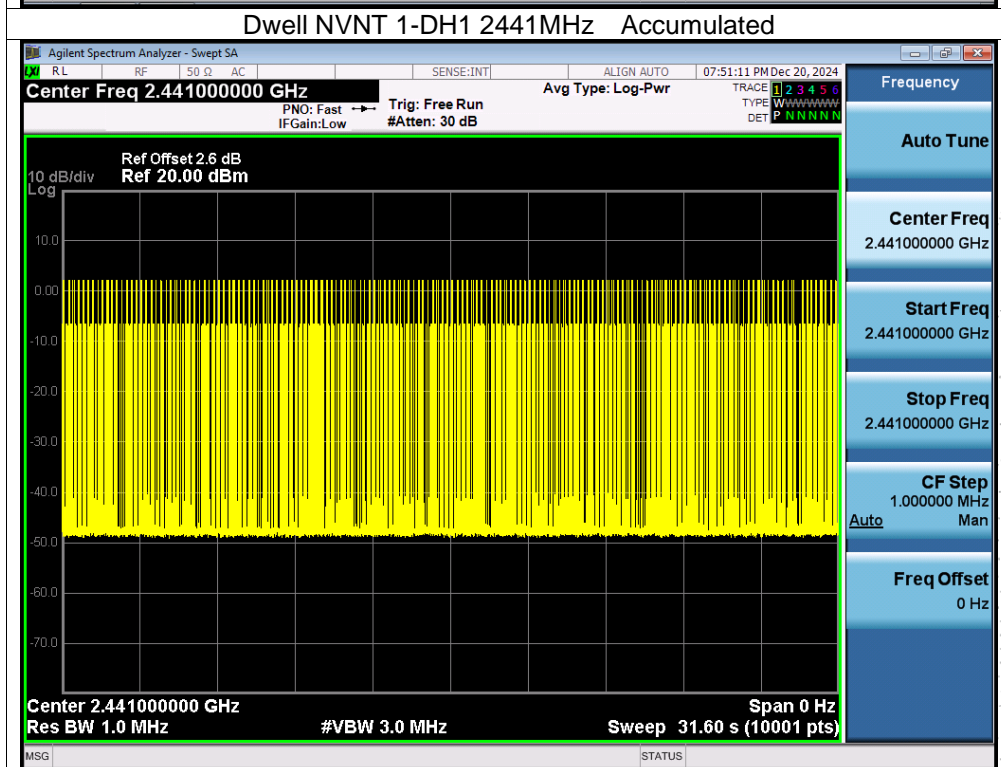 Dwell NVNT 1-DH1 2441MHz Accumulated
Agilent Spectrum Analyzer - Swept SA
LXI RL RF 50 Ω AC SENSE:INT ALIGN AUTO 07:51:11 PM Dec 20, 2024
Center Freq 2.441000000 GHz
PNO: Fast
IFGain:Low
Trig: Free Run
#Atten: 30 dB
Avg Type: Log-Pwr
TRACE 1 2 3 4 5 6
TYPE WWWWWW
DET P N N N N N
Ref Offset 2.6 dB
10 dB/div Ref 20.00 dBm
Log
10.0
0.00
-10.0
-20.0
-30.0
-40.0
-50.0
-60.0
-70.0
Center 2.441000000 GHz Span 0 Hz
Res BW 1.0 MHz #VBW 3.0 MHz Sweep 31.60 s (10001 pts)
MSG STATUS
Frequency
Auto Tune
Center Freq
2.441000000 GHz
Start Freq
2.441000000 GHz
Stop Freq
2.441000000 GHz
CF Step
1.000000 MHz
Auto Man
Freq Offset
0 Hz